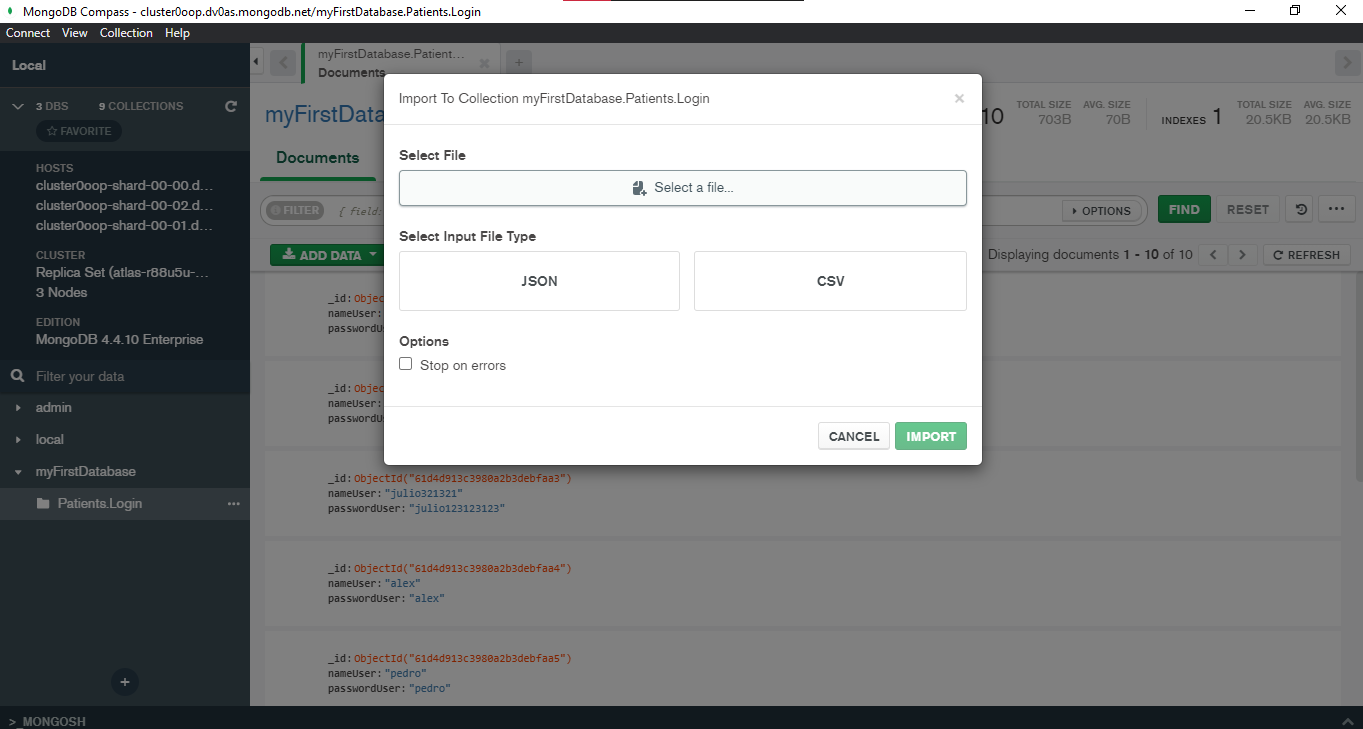 MongoDB Compass - cluster0oop.dv0as.mongodb.net/myFirstDatabase.Patients.Login
Connect View Collection Help
Local
3 DBS 9 COLLECTIONS
FAVORITE
HOSTS
cluster0oop-shard-00-00.d...
cluster0oop-shard-00-02.d...
cluster0oop-shard-00-01.d...
CLUSTER
Replica Set (atlas-r88u5u-...
3 Nodes
EDITION
MongoDB 4.4.10 Enterprise
Filter your data
admin
local
myFirstDatabase
Patients.Login
>_MONGOSH
myFirstDatabase.Patient...
Documents
myFirstData
10
TOTAL SIZE AVG. SIZE
703B 70B
INDEXES 1
TOTAL SIZE AVG. SIZE
20.5KB 20.5KB
Documents
FILTER { field:
OPTIONS
FIND
RESET
ADD DATA
Displaying documents 1 - 10 of 10
REFRESH
Import To Collection myFirstDatabase.Patients.Login
Select File
Select a file...
Select Input File Type
JSON
CSV
Options
Stop on errors
CANCEL
IMPORT
_id:Objec
nameUser:
passwordU
_id:Objec
nameUser:
passwordU
_id:ObjectId("61d4d913c3980a2b3debfaa3")
nameUser:"julio321321"
passwordUser:"julio123123123"
_id:ObjectId("61d4d913c3980a2b3debfaa4")
nameUser:"alex"
passwordUser:"alex"
_id:ObjectId("61d4d913c3980a2b3debfaa5")
nameUser:"pedro"
passwordUser:"pedro"